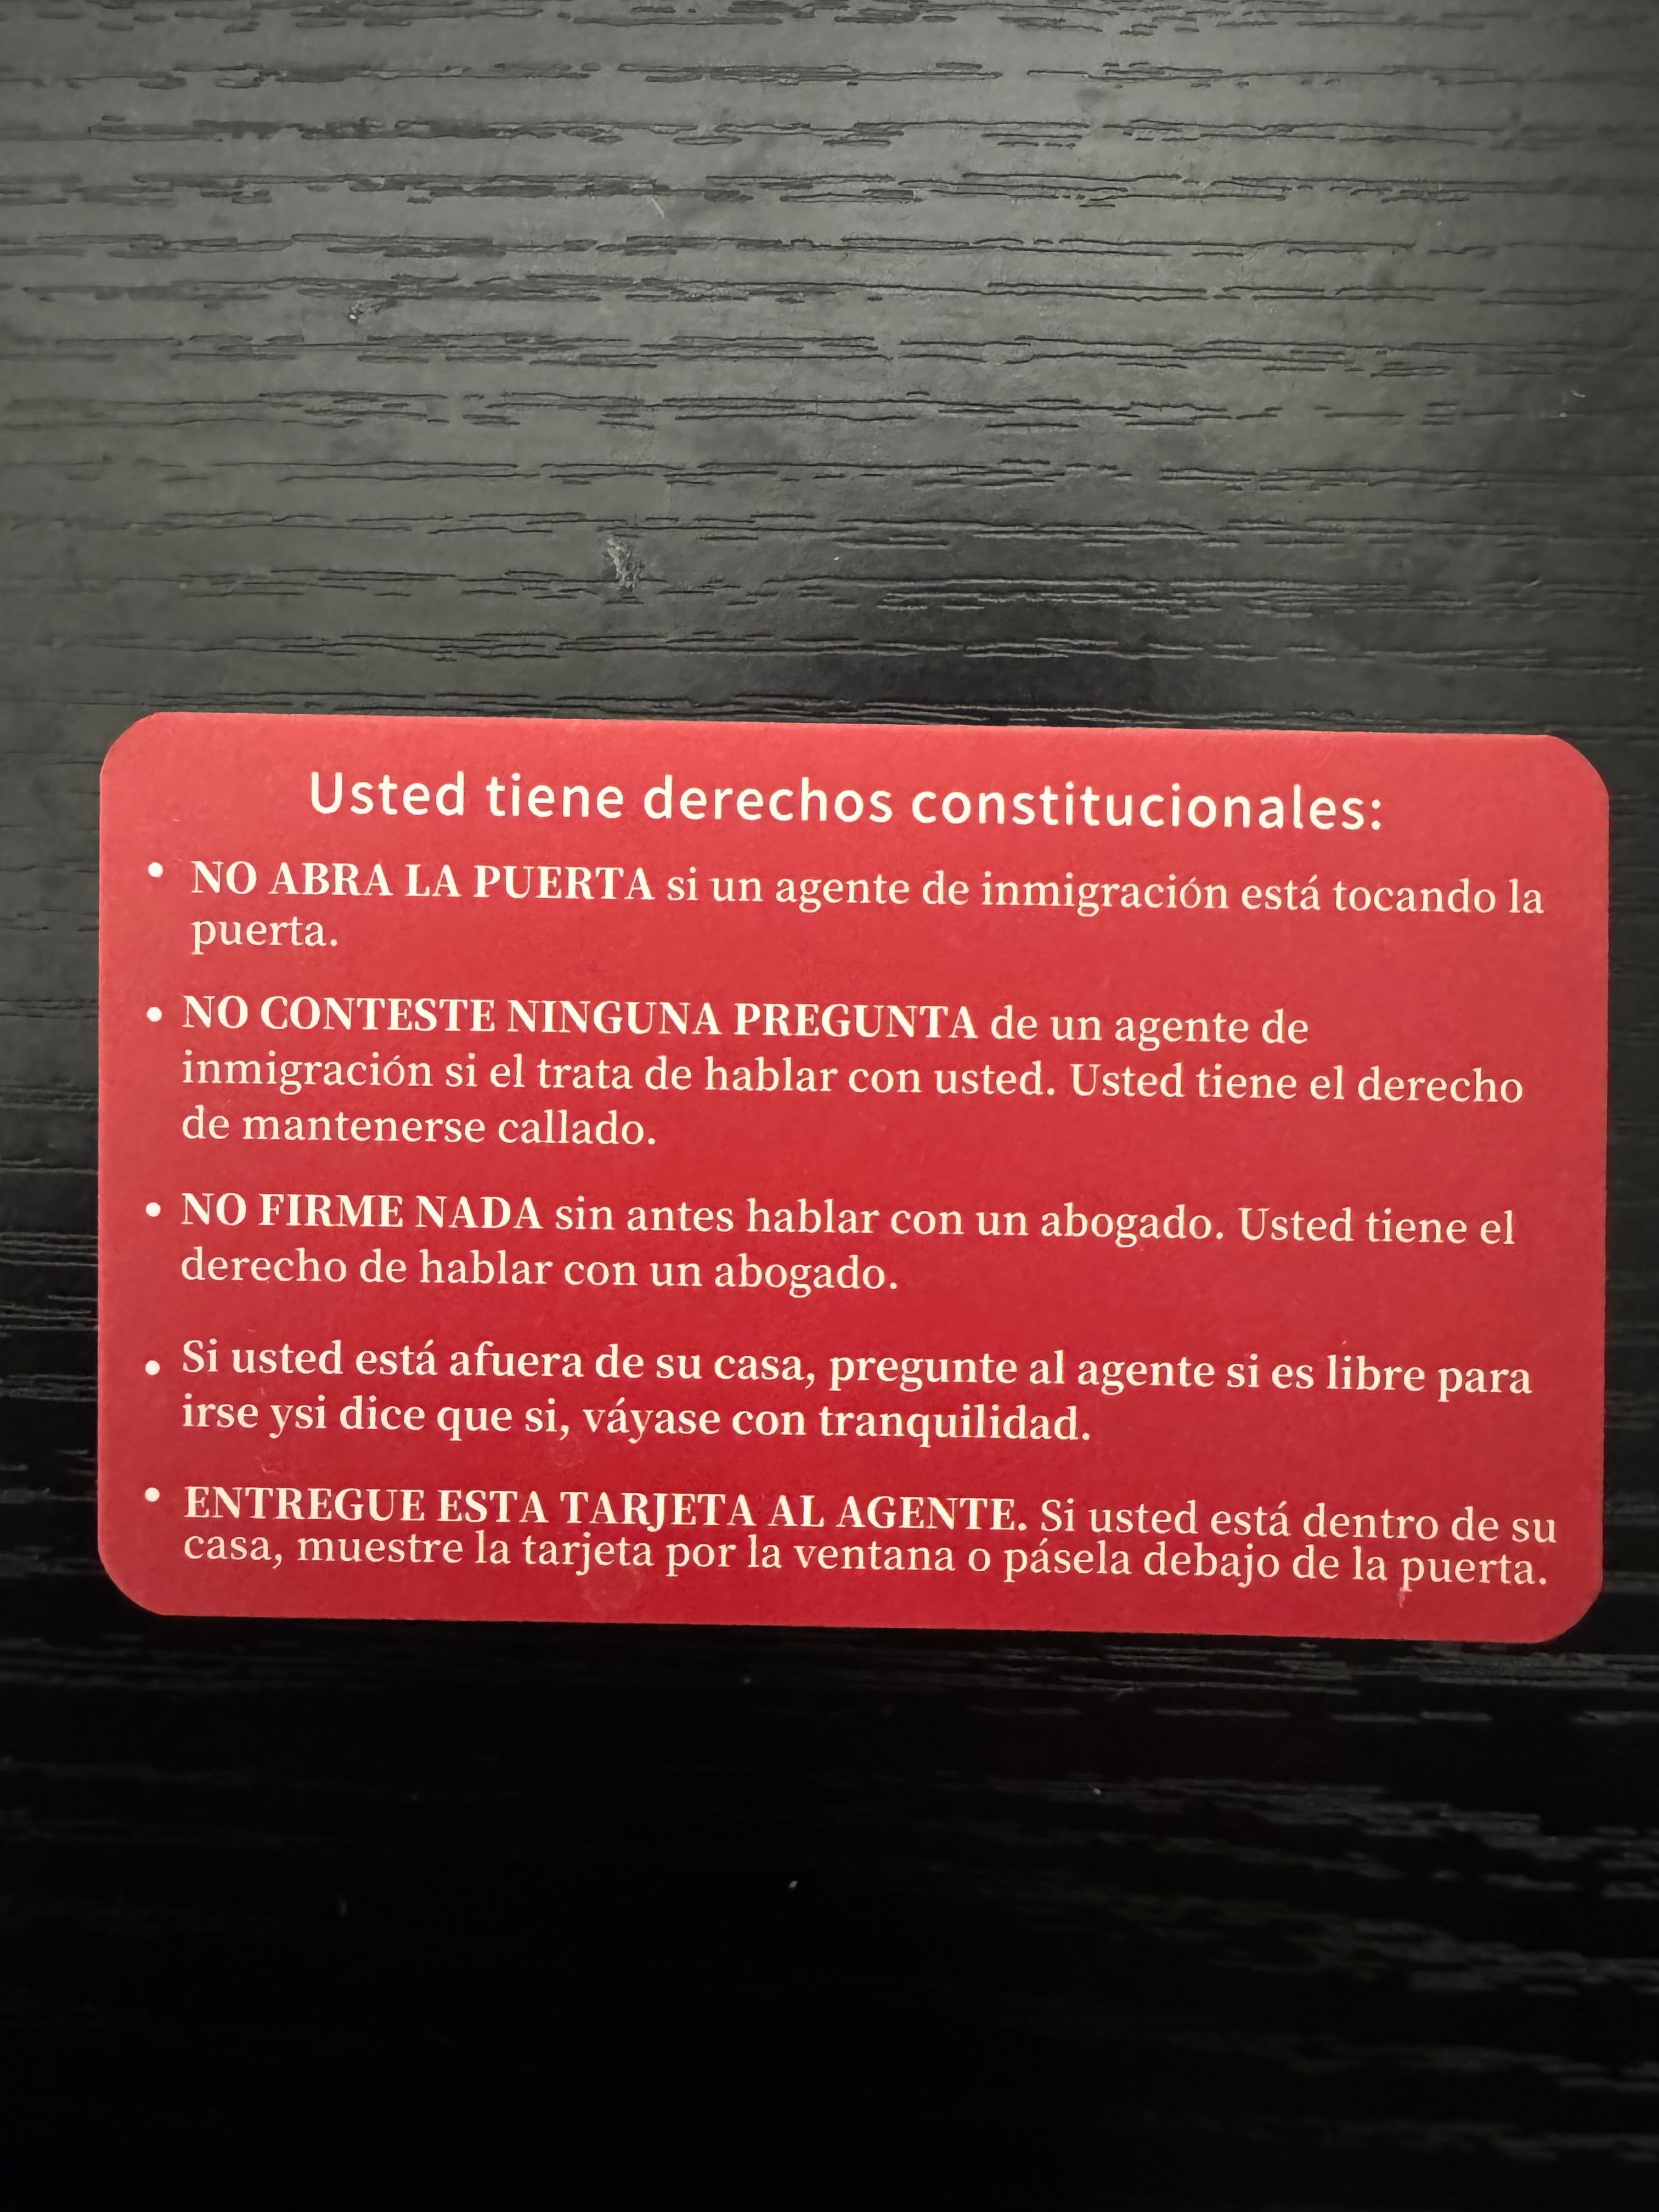 Usted tiene derechos constitucionales:
• NO ABRA LA PUERTA si un agente de inmigración está tocando la
puerta.
• NO CONTESTE NINGUNA PREGUNTA de un agente de
inmigración si el trata de hablar con usted. Usted tiene el derecho
de mantenerse callado.
• NO FIRME NADA sin antes hablar con un abogado. Usted tiene el
derecho de hablar con un abogado.
• Si usted está afuera de su casa, pregunte al agente si es libre para
irse ysi dice que si, váyase con tranquilidad.
• ENTREGUE ESTA TARJETA AL AGENTE. Si usted está dentro de su
casa, muestre la tarjeta por la ventana o pásela debajo de la puerta.